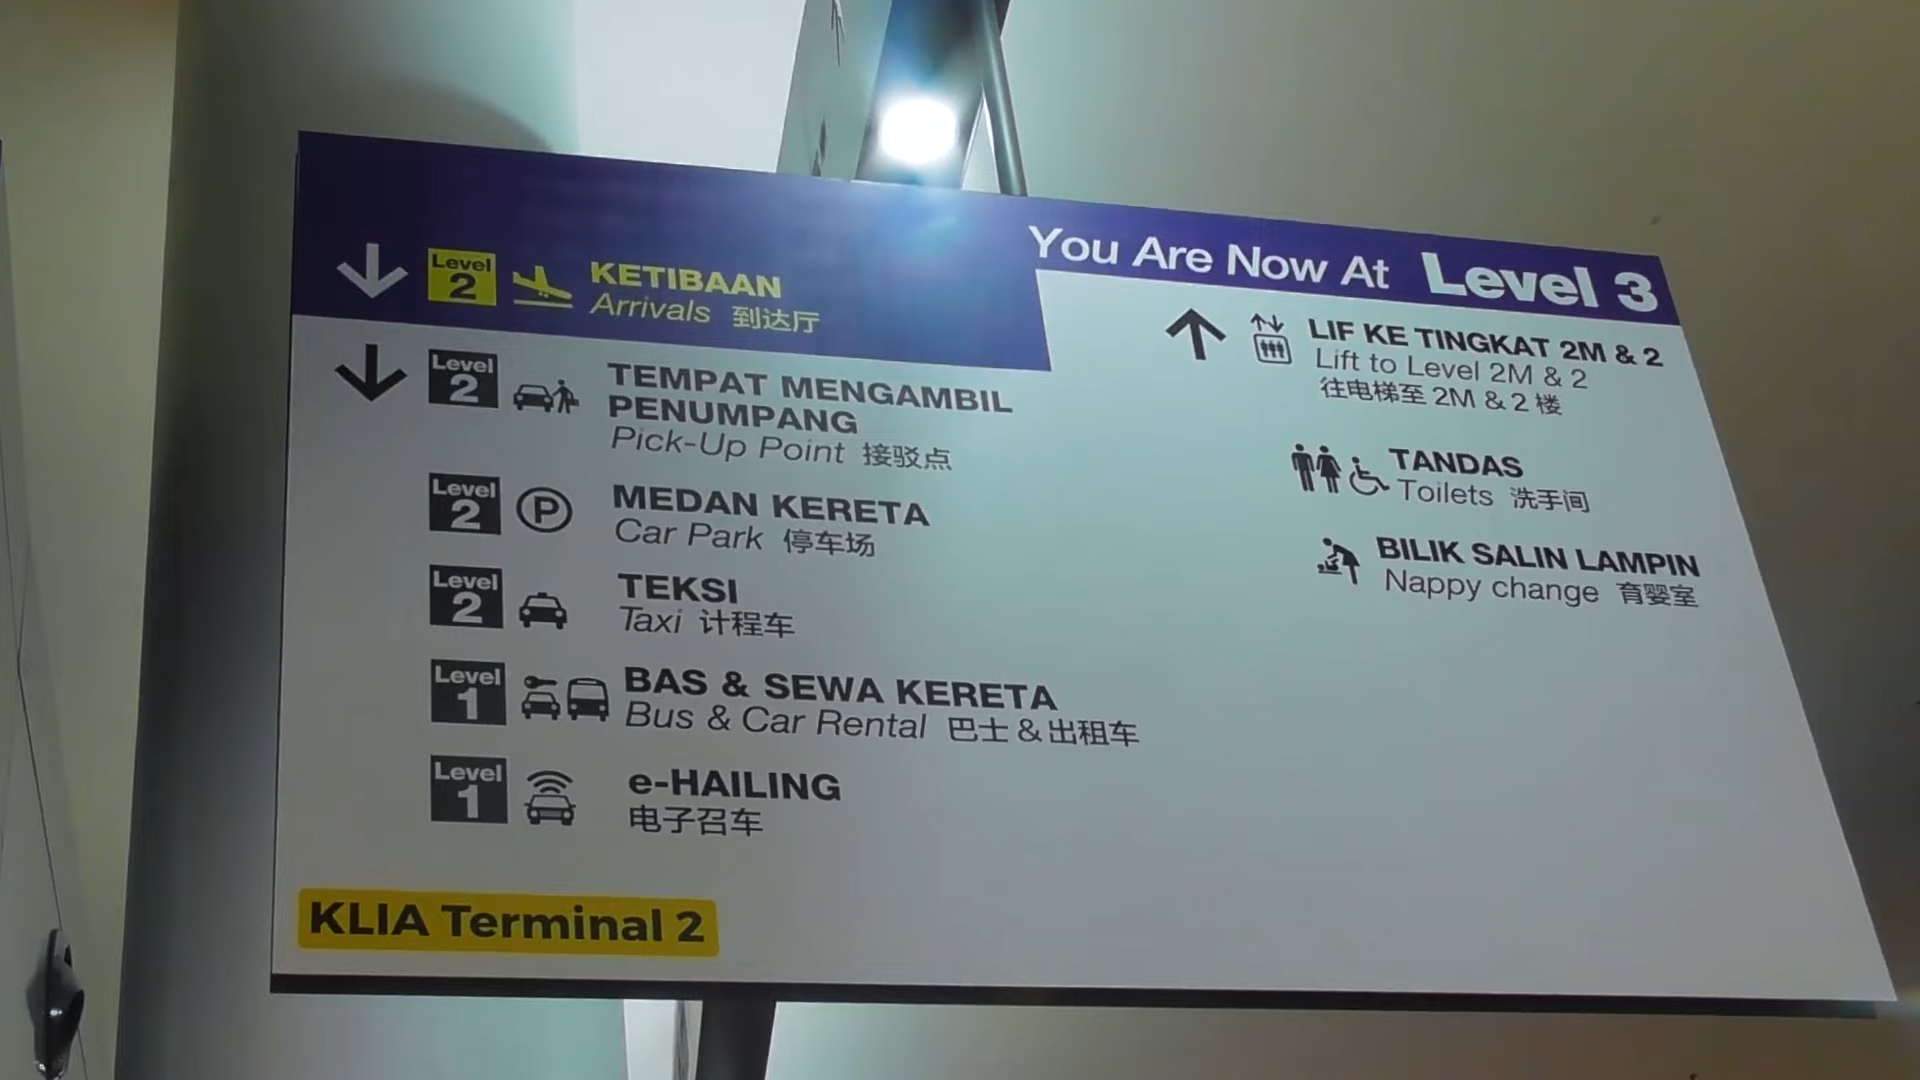 You Are Now At Level 3
Level 2 KETIBAAN
Arrivals 到达厅
Level 2 TEMPAT MENGAMBIL
PENUMPANG
Pick-Up Point 接驳点
Level 2 MEDAN KERETA
Car Park 停车场
Level 2 TEKSI
Taxi 计程车
Level 1 BAS & SEWA KERETA
Bus & Car Rental 巴士 & 出租车
Level 1 e-HAILING
电子召车
KLIA Terminal 2
LIF KE TINGKAT 2M & 2
Lift to Level 2M & 2
往电梯至 2M & 2 楼
TANDAS
Toilets 洗手间
BILIK SALIN LAMPIN
Nappy change 育婴室